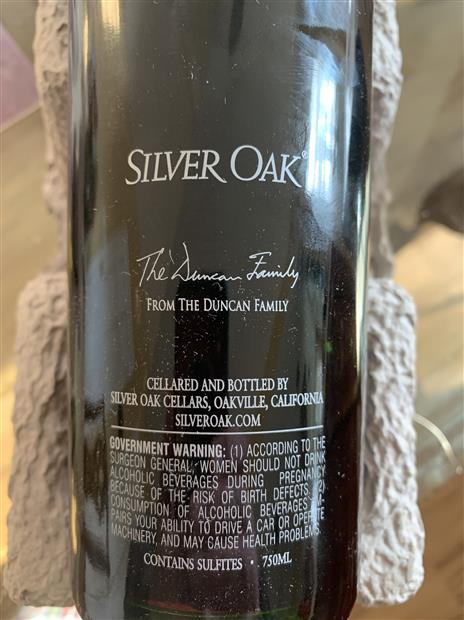 SILVER OAK®
The Duncan Family
FROM THE DUNCAN FAMILY
CELLARED AND BOTTLED BY
SILVER OAK CELLARS, OAKVILLE, CALIFORNIA
SILVEROAK.COM
GOVERNMENT WARNING: (1) ACCORDING TO THE
SURGEON GENERAL, WOMEN SHOULD NOT DRINK
ALCOHOLIC BEVERAGES DURING PREGNANCY
BECAUSE OF THE RISK OF BIRTH DEFECTS. (2)
CONSUMPTION OF ALCOHOLIC BEVERAGES
PAIRS YOUR ABILITY TO DRIVE A CAR OR OPERATE
MACHINERY, AND MAY CAUSE HEALTH PROBLEMS.
CONTAINS SULFITES • 750ML